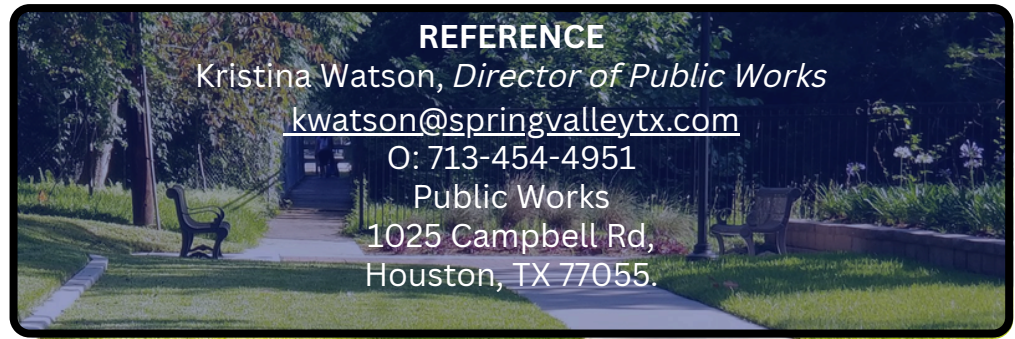 REFERENCE
Kristina Watson, Director of Public Works
kwatson@springvalleytx.com
O: 713-454-4951
Public Works
1025 Campbell Rd,
Houston, TX 77055.